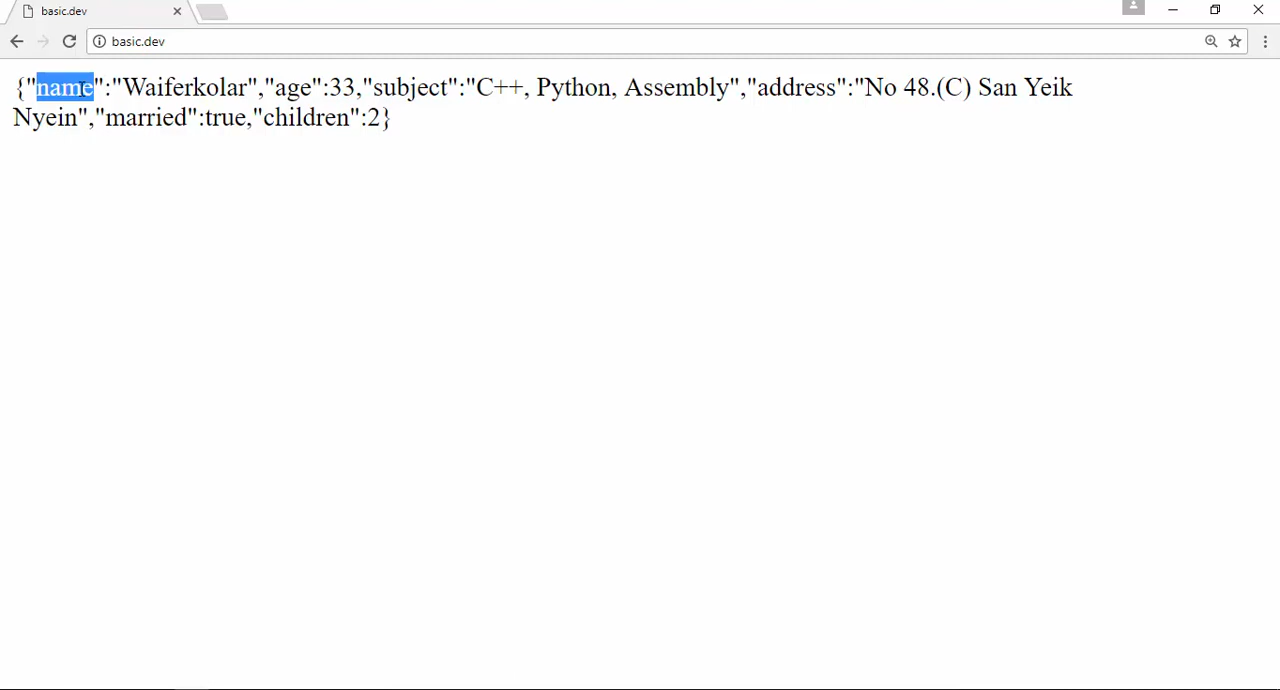 basic.dev
basic.dev
{"name":"Waiferkolar","age":33,"subject":"C++, Python, Assembly","address":"No 48.(C) San Yeik
Nyein","married":true,"children":2}